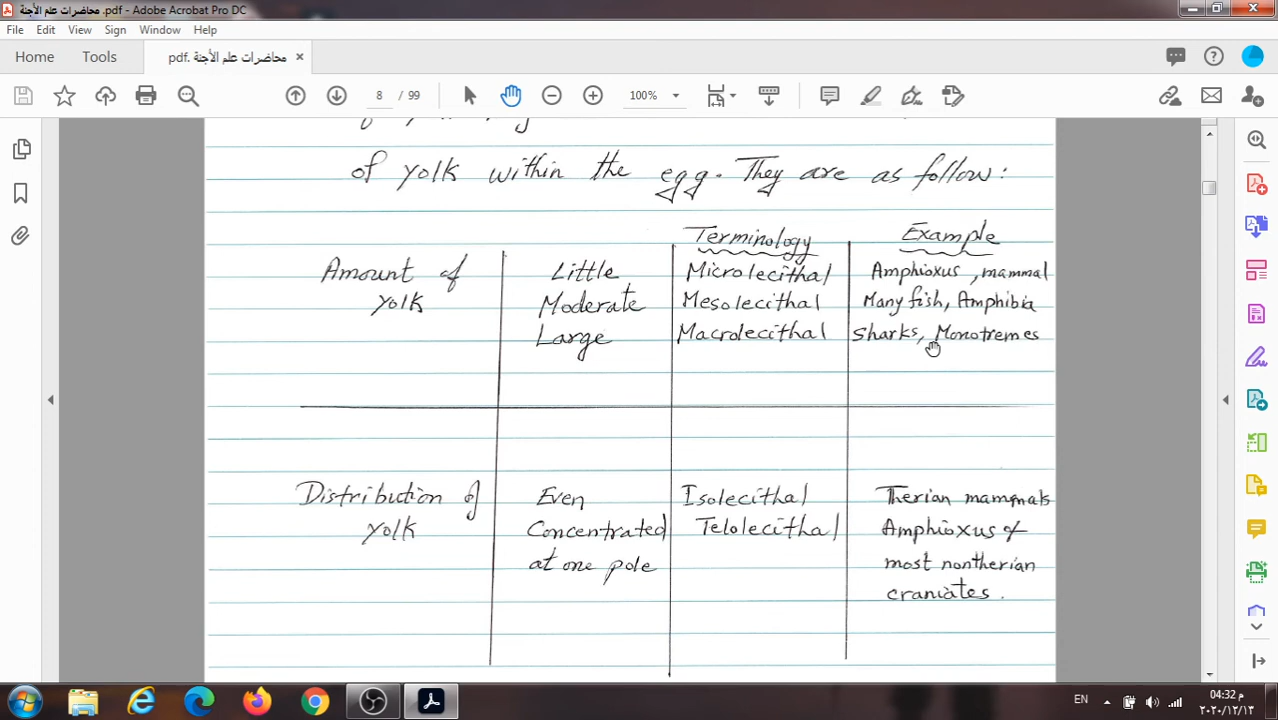 محاضرات علم الأجنة .pdf - Adobe Acrobat Pro DC
File Edit View Window Sign Help
Home Tools محاضرات علم الأجنة .pdf ×
8 / 99 100%
of yolk within the egg. They are as follow:
Terminology Example
Amount of Little Microlecithal Amphioxus, mammal
yolk Moderate Mesolecithal Many fish, Amphibia
Large Macrolecithal Sharks, Monotremes
Distribution of Even Isolecithal Therian mammals
yolk Concentrated Telolecithal Amphioxus &
at one pole most nontherian
craniates.
EN 04:32 م
٢٠٢٠/١٢/١٣